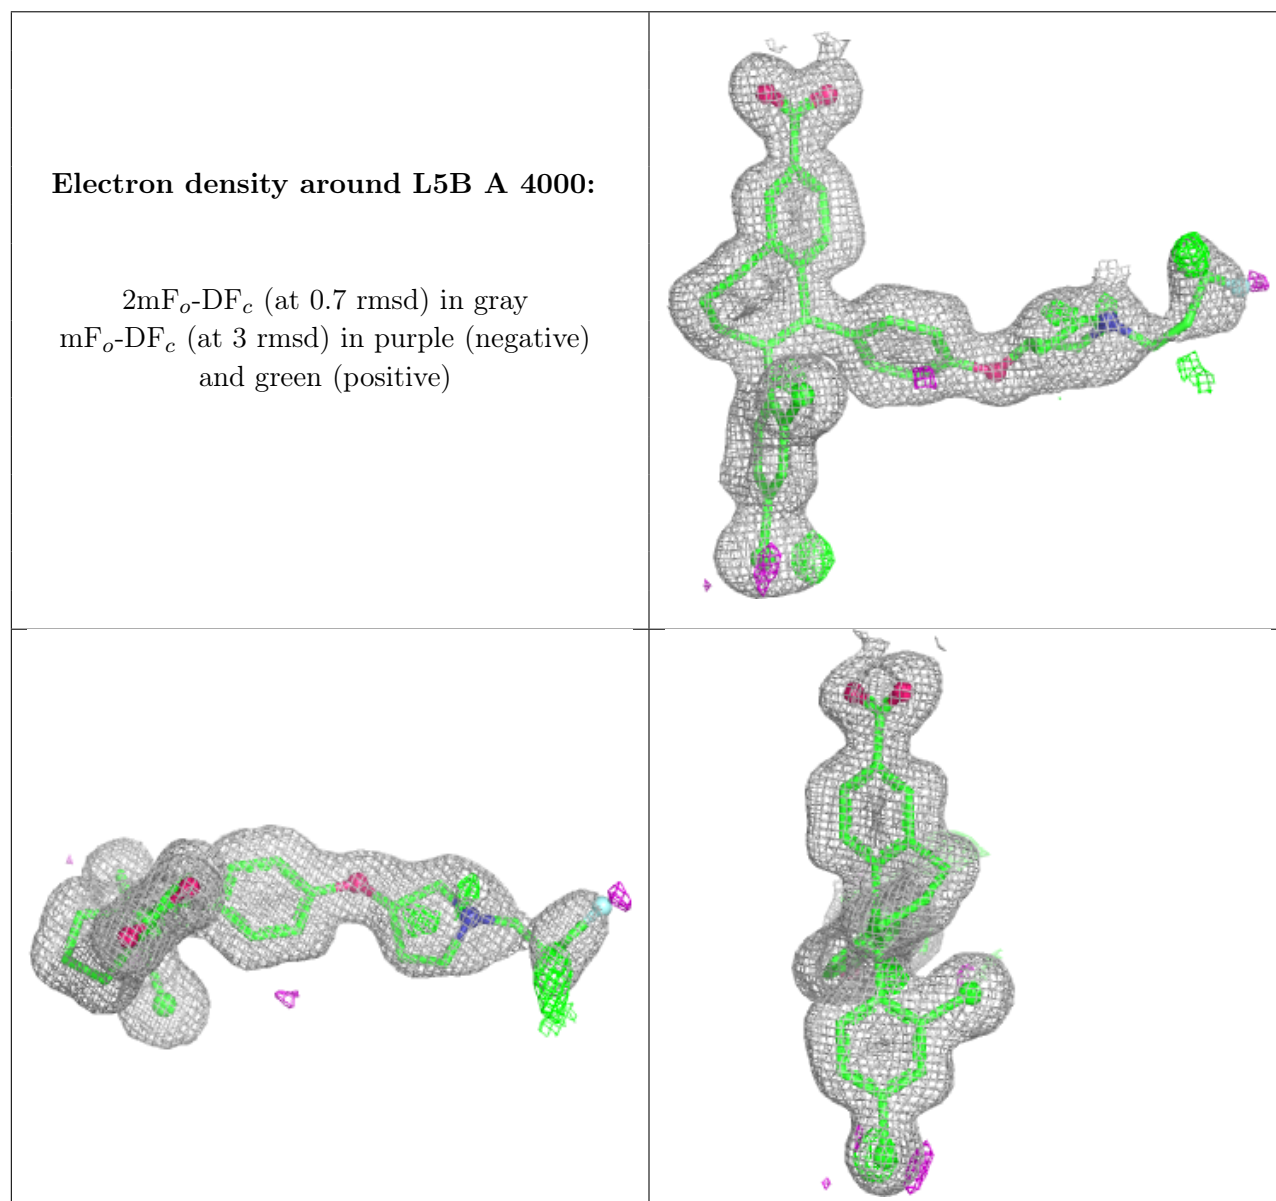 Electron density around L5B A 4000:
2mFo-DFc (at 0.7 rmsd) in gray
mFo-DFc (at 3 rmsd) in purple (negative)
and green (positive)